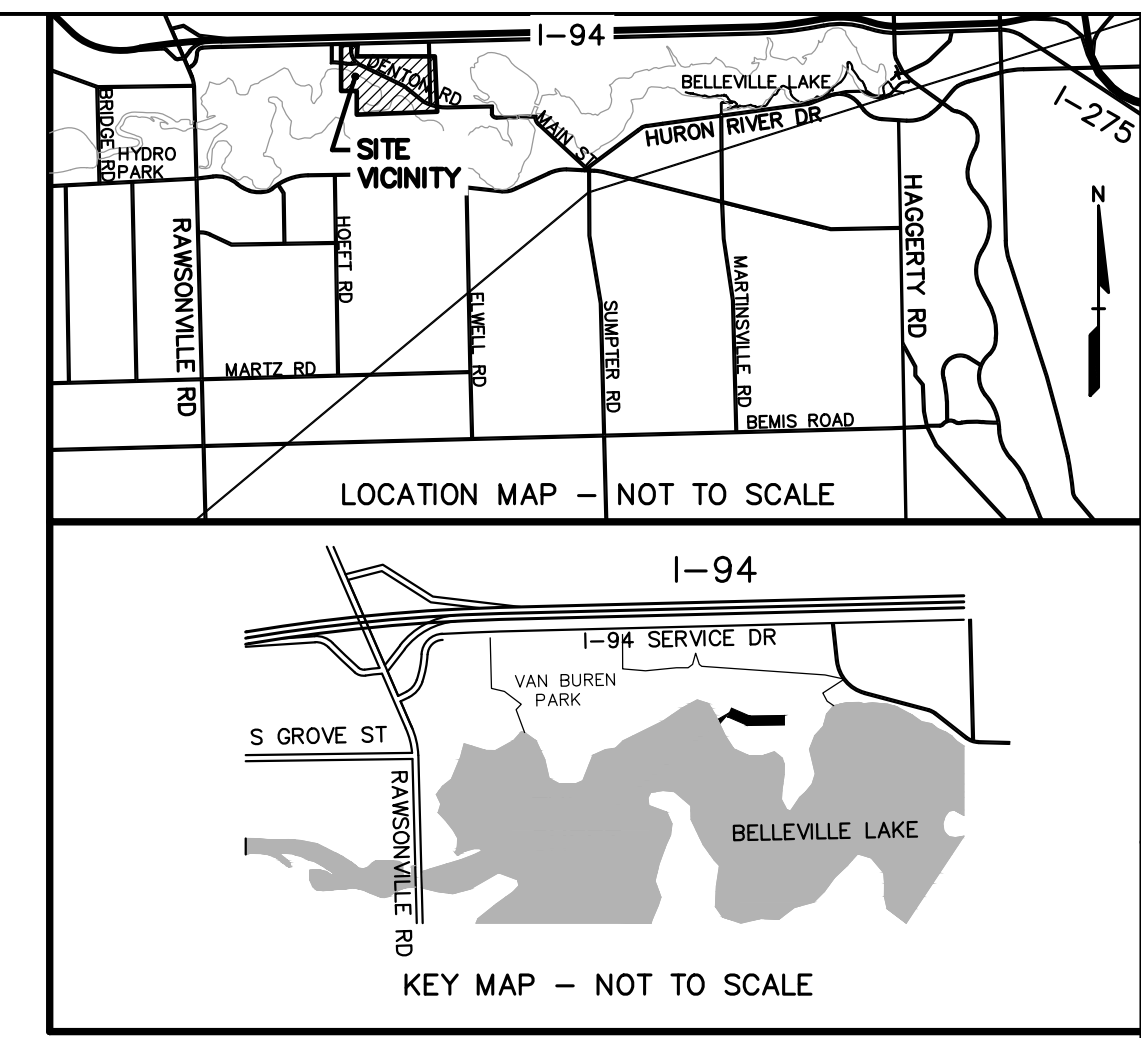 I-94
BELLEVILLE LAKE
DENTON RD
I-275
BRIDGE RD
MAIN ST
HURON RIVER DR
HYDRO
PARK
SITE
VICINITY
N
RAWSONVILLE RD
HOEFT RD
HAGGERTY RD
ELWELL RD
SUMPTER RD
MARTINSVILLE RD
MARTZ RD
BEMIS ROAD
LOCATION MAP - NOT TO SCALE
I-94
I-94 SERVICE DR
VAN BUREN
PARK
S GROVE ST
RAWSONVILLE RD
BELLEVILLE LAKE
KEY MAP - NOT TO SCALE